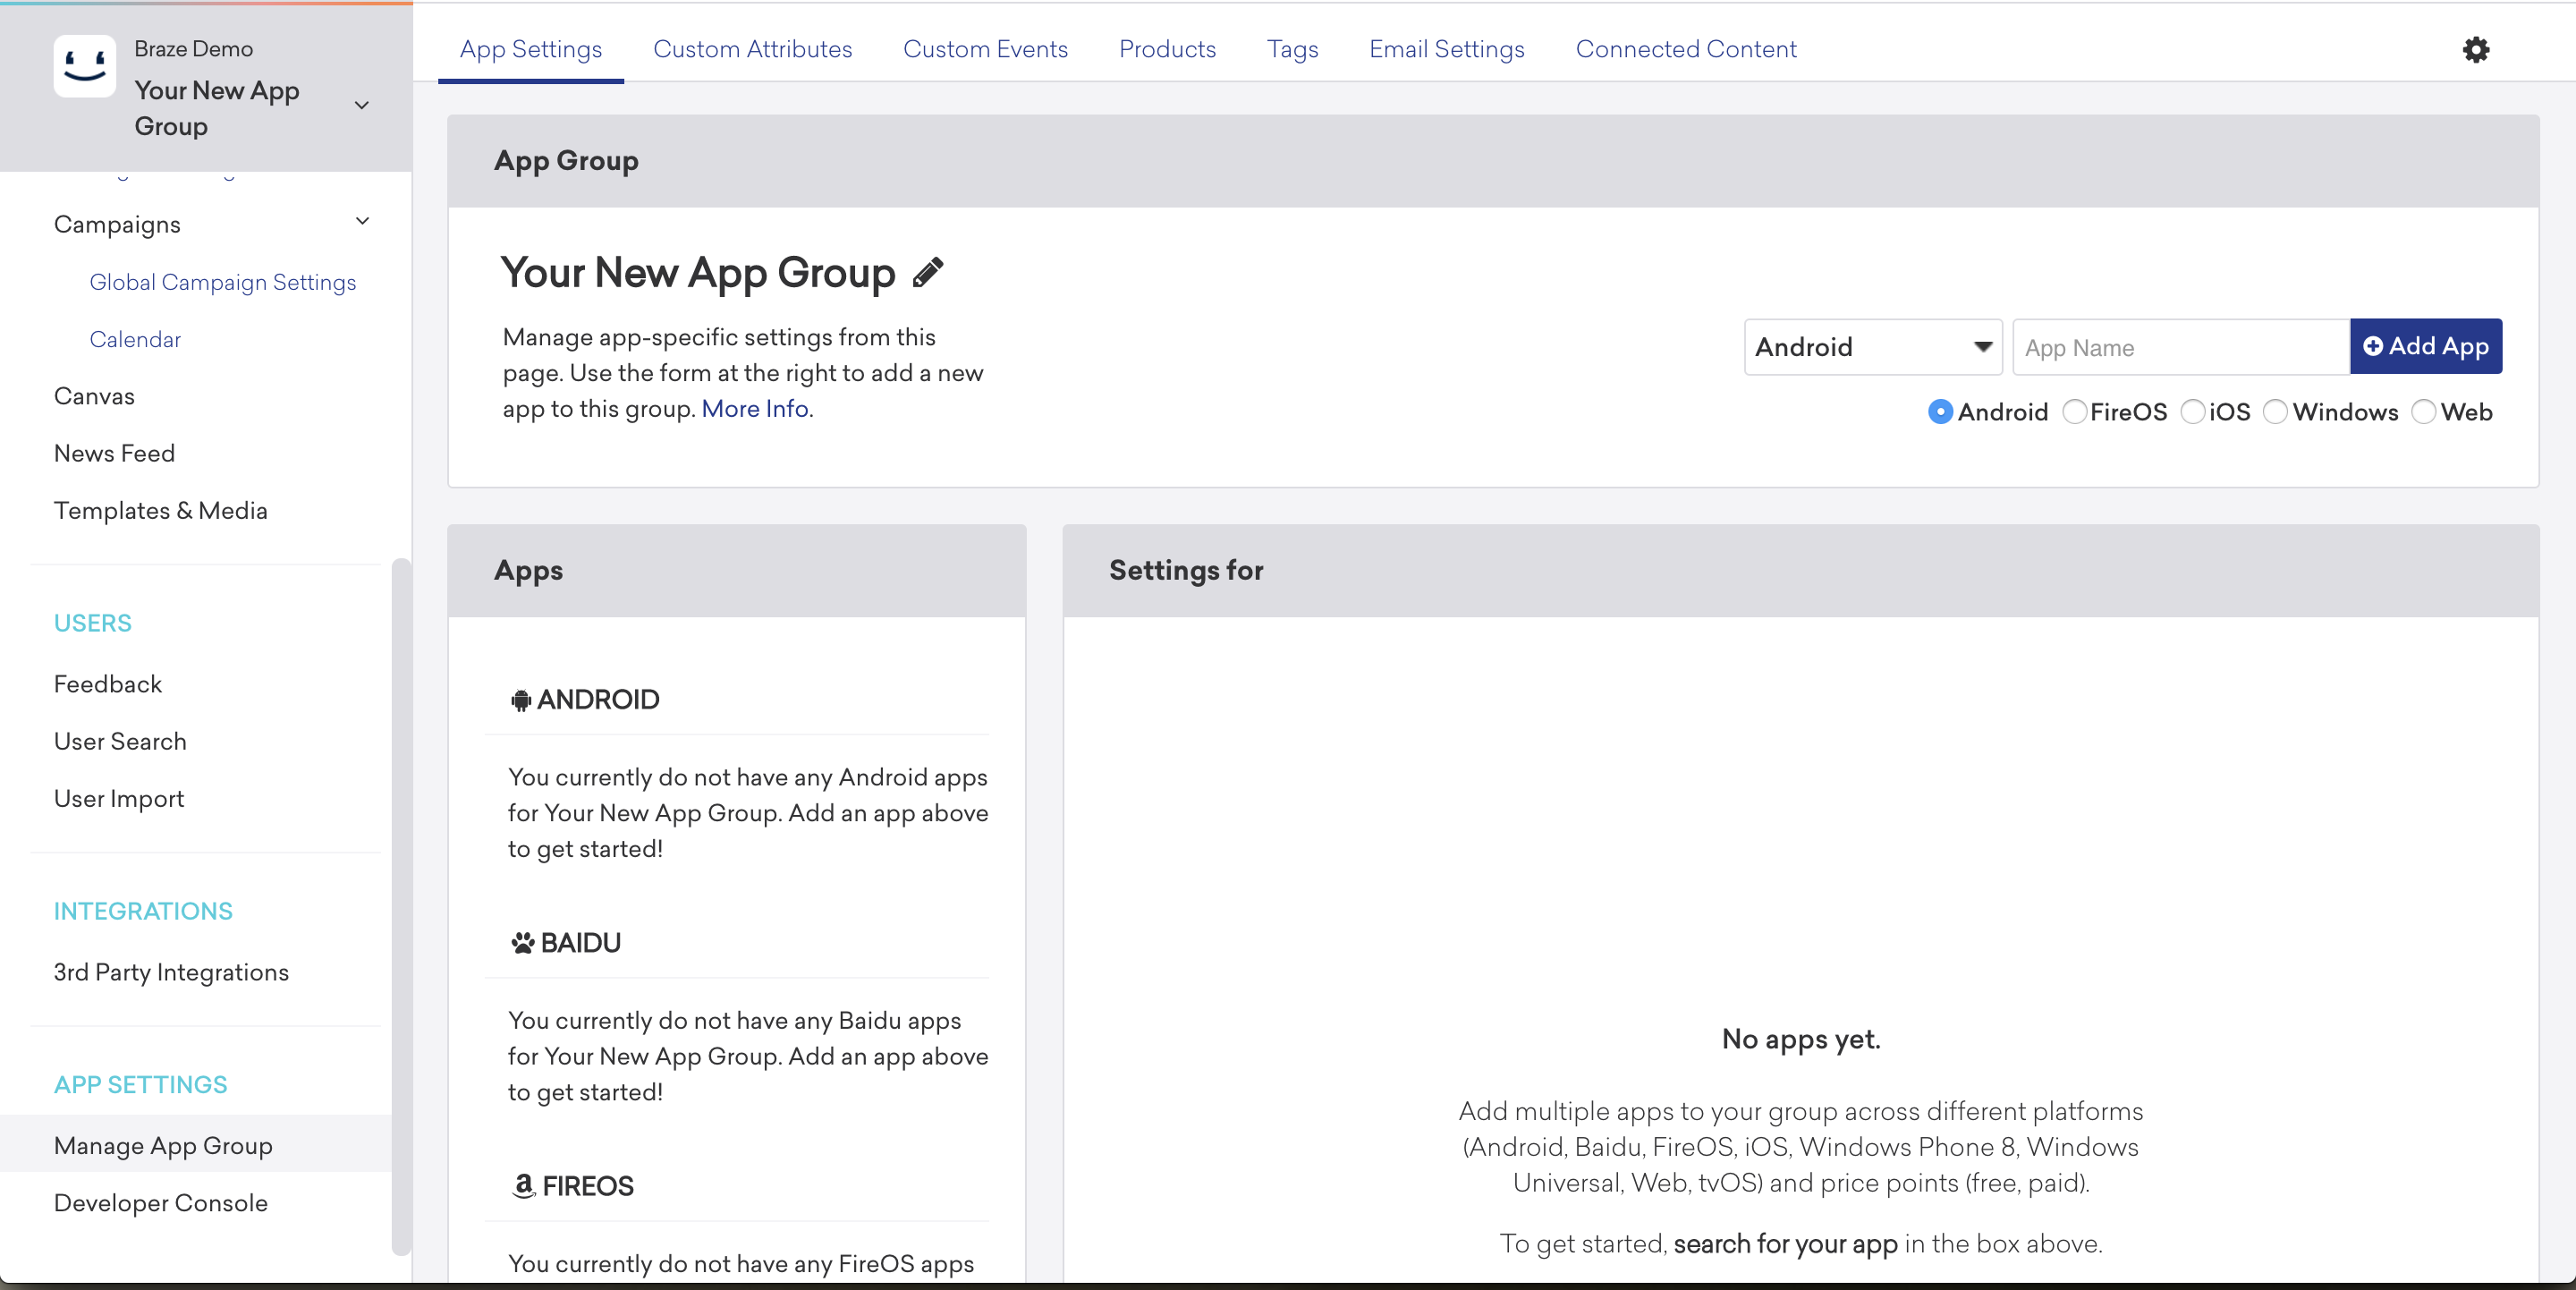 Braze Demo
Your New App
Group
Campaigns
Global Campaign Settings
Calendar
Canvas
News Feed
Templates & Media
USERS
Feedback
User Search
User Import
INTEGRATIONS
3rd Party Integrations
APP SETTINGS
Manage App Group
Developer Console
App Settings Custom Attributes Custom Events Products Tags Email Settings Connected Content
App Group
Your New App Group
Manage app-specific settings from this
page. Use the form at the right to add a new
app to this group. More Info.
Android App Name Add App
Android FireOS iOS Windows Web
Apps
ANDROID
You currently do not have any Android apps
for Your New App Group. Add an app above
to get started!
BAIDU
You currently do not have any Baidu apps
for Your New App Group. Add an app above
to get started!
FIREOS
You currently do not have any FireOS apps
Settings for
No apps yet.
Add multiple apps to your group across different platforms
(Android, Baidu, FireOS, iOS, Windows Phone 8, Windows
Universal, Web, tvOS) and price points (free, paid).
To get started, search for your app in the box above.